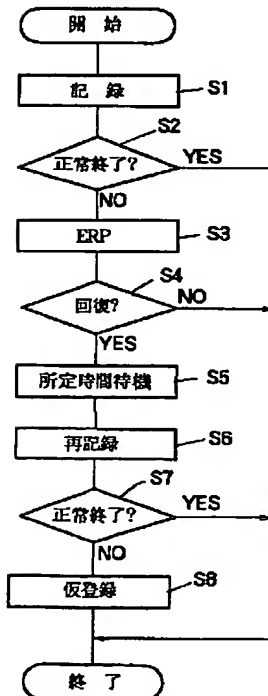 開始
記録
S1
S2
正常終了?
YES
NO
ERP
S3
S4
回復?
NO
YES
所定時間待機
S5
再記録
S6
S7
正常終了?
YES
NO
仮登録
S8
終了